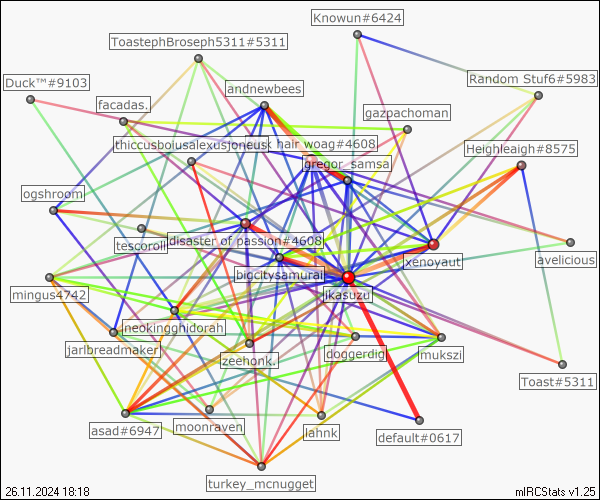 Knowun#6424
ToastephBroseph5311#5311
Duck™#9103
Random Stuf6#5983
andnewbees
facadas.
gazpachoman
thiccusbolusalexusjoneus
k hair woag#4608
Heighleaigh#8575
gregor_samsa
ogshroom
tescoroll
disaster of passion#4608
xenoyaut
avelicious
bigcitysamurai
mingus4742
jikasuzu
neokingghidorah
jarlbreadmaker
zeehonk.
doggerdig
mukszi
Toast#5311
asad#6947
moonraven
lahnk
default#0617
turkey_mcnugget
26.11.2024 18:18
mIRCStats v1.25